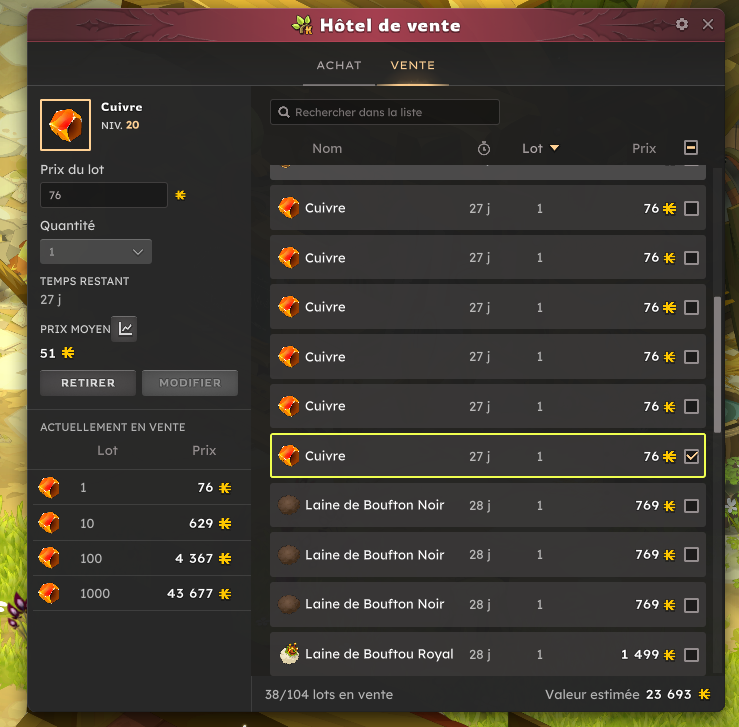 Hôtel de vente
ACHAT VENTE
Cuivre
NIV. 20
Prix du lot
76
Quantité
1
TEMPS RESTANT
27 j
PRIX MOYEN
51
RETIRER MODIFIER
ACTUELLEMENT EN VENTE
Lot Prix
1 76
10 629
100 4 367
1000 43 677
Rechercher dans la liste
Nom Lot Prix
Cuivre 27 j 1 76
Cuivre 27 j 1 76
Cuivre 27 j 1 76
Cuivre 27 j 1 76
Cuivre 27 j 1 76
Cuivre 27 j 1 76
Laine de Boufton Noir 28 j 1 769
Laine de Boufton Noir 28 j 1 769
Laine de Boufton Noir 28 j 1 769
Laine de Bouftou Royal 28 j 1 1 499
38/104 lots en vente Valeur estimée 23 693